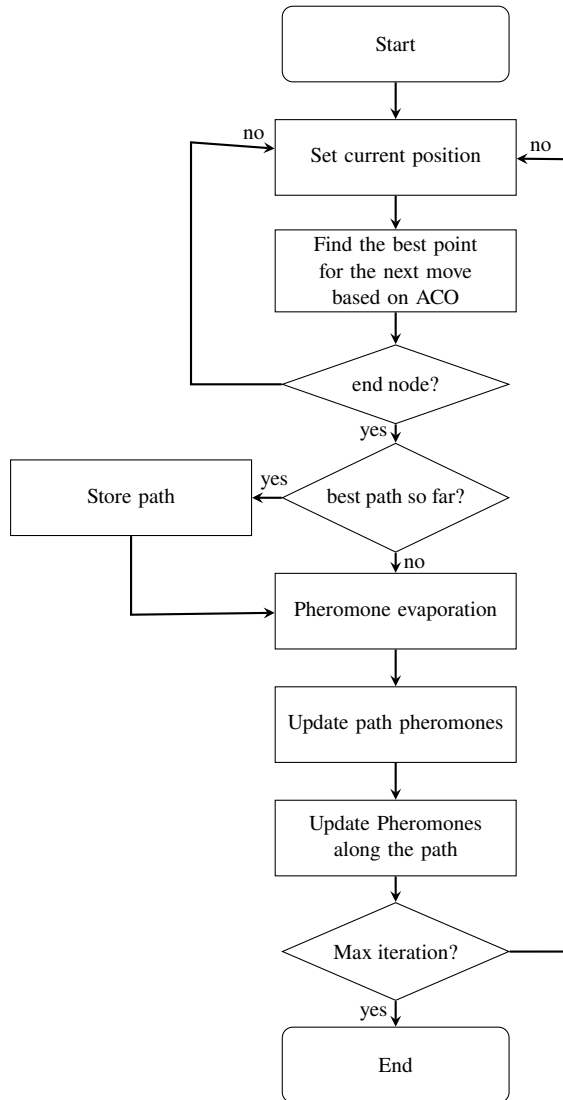 Start
no
no
Set current position
Find the best point
for the next move
based on ACO
end node?
yes
Store path
yes
best path so far?
no
Pheromone evaporation
Update path pheromones
Update Pheromones
along the path
Max iteration?
yes
End